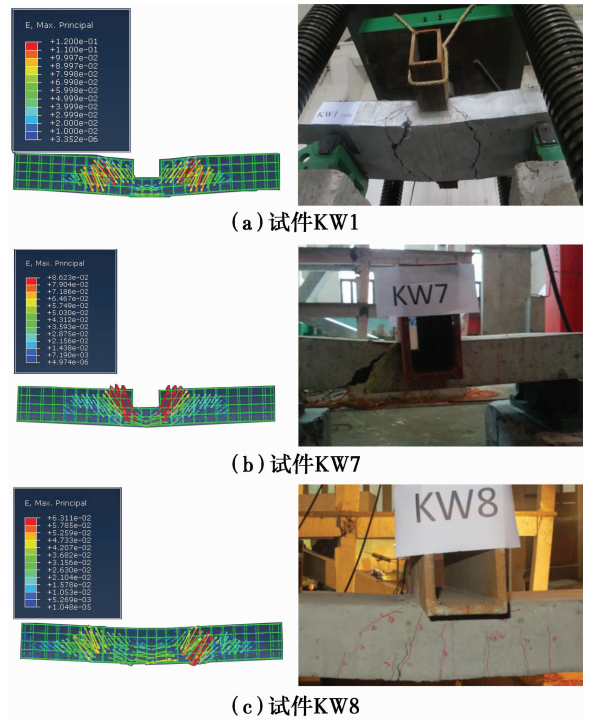 E, Max. Principal
+1.200e-01
+1.100e-01
+9.997e-02
+8.997e-02
+7.998e-02
+6.998e-02
+5.998e-02
+4.999e-02
+3.999e-02
+2.999e-02
+2.000e-02
+1.000e-02
+3.352e-06
KW1
(a)试件KW1
E, Max. Principal
+8.623e-02
+7.904e-02
+7.186e-02
+6.467e-02
+5.749e-02
+5.030e-02
+4.312e-02
+3.593e-02
+2.875e-02
+2.156e-02
+1.438e-02
+7.190e-03
+4.974e-06
KW7
(b)试件KW7
E, Max. Principal
+6.311e-02
+5.785e-02
+5.259e-02
+4.733e-02
+4.207e-02
+3.682e-02
+3.156e-02
+2.630e-02
+2.104e-02
+1.578e-02
+1.053e-02
+5.269e-03
+1.048e-05
KW8
(c)试件KW8